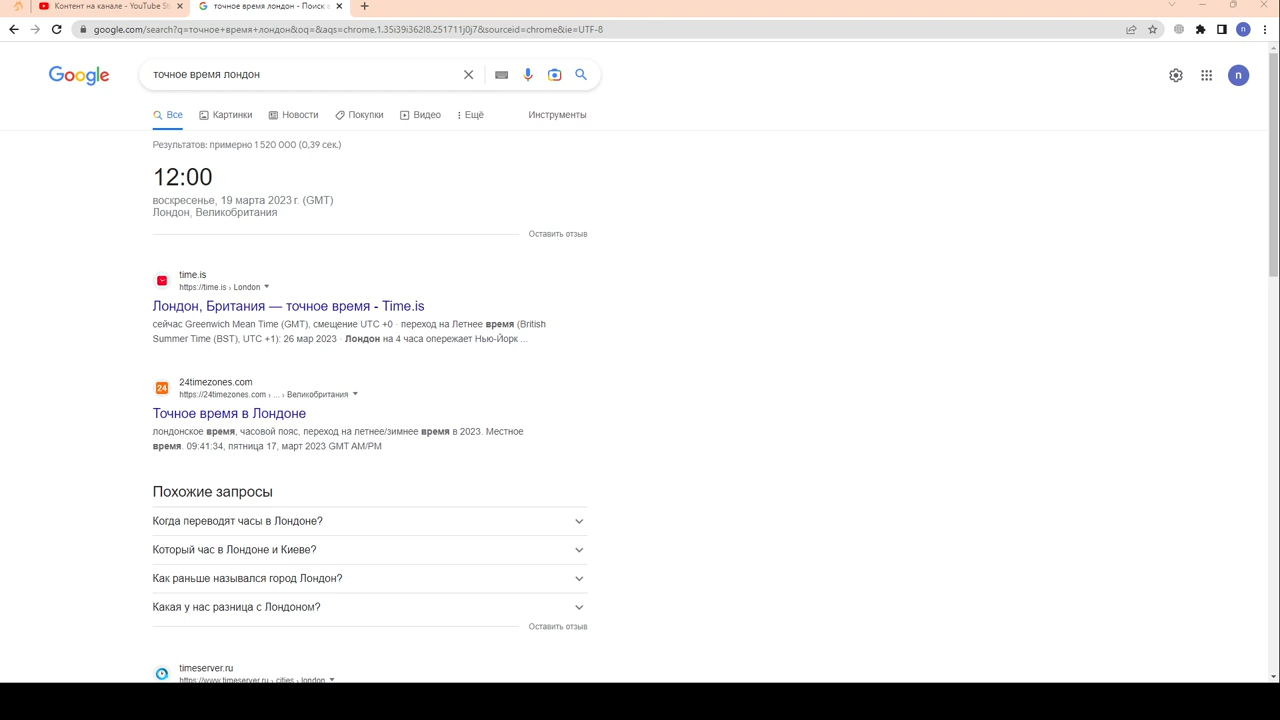 Контент на канале - YouTube St
точное время лондон - Поиск в
google.com/search?q=точное+время+лондон&oq=&aqs=chrome.1.35i39i362l8.251711j0j7&sourceid=chrome&ie=UTF-8
n
Google
точное время лондон
n
Все
Картинки
Новости
Покупки
Видео
Ещё
Инструменты
Результатов: примерно 1 520 000 (0,39 сек.)
12:00
воскресенье, 19 марта 2023 г. (GMT)
Лондон, Великобритания
Оставить отзыв
time.is
https://time.is › London
Лондон, Британия — точное время - Time.is
сейчас Greenwich Mean Time (GMT), смещение UTC +0 · переход на Летнее время (British
Summer Time (BST), UTC +1): 26 мар 2023 · Лондон на 4 часа опережает Нью-Йорк ...
24
24timezones.com
https://24timezones.com › ... › Великобритания
Точное время в Лондоне
лондонское время, часовой пояс, переход на летнее/зимнее время в 2023. Местное
время. 09:41:34, пятница 17, март 2023 GMT AM/PM
Похожие запросы
Когда переводят часы в Лондоне?
Который час в Лондоне и Киеве?
Как раньше назывался город Лондон?
Какая у нас разница с Лондоном?
Оставить отзыв
timeserver.ru
https://www.timeserver.ru › cities › london